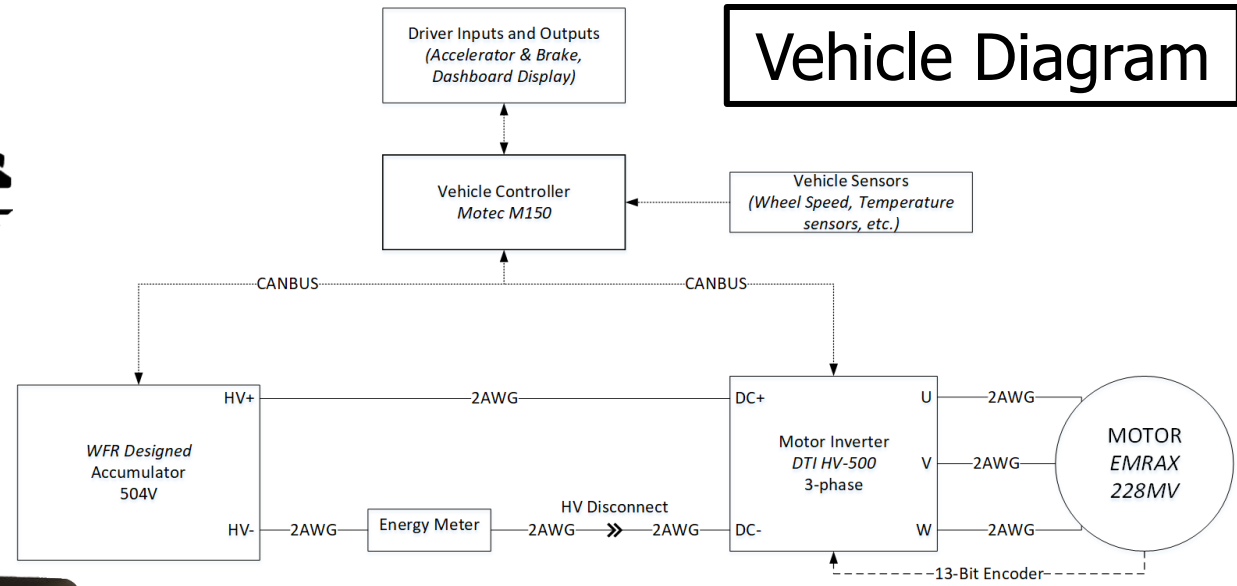 Vehicle Diagram
Driver Inputs and Outputs
(Accelerator & Brake,
Dashboard Display)
Vehicle Controller
Motec M150
Vehicle Sensors
(Wheel Speed, Temperature
sensors, etc.)
CANBUS
CANBUS
HV+
2AWG
DC+
WFR Designed
Accumulator
504V
HV-
2AWG
Energy Meter
2AWG
HV Disconnect
2AWG
DC-
Motor Inverter
DTI HV-500
3-phase
U
2AWG
V
2AWG
W
2AWG
MOTOR
EMRAX
228MV
13-Bit Encoder